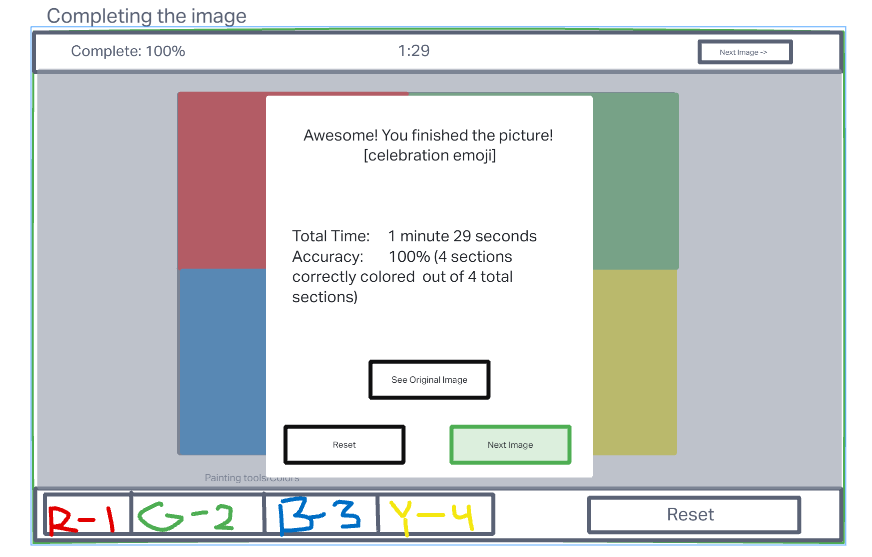 Completing the image
Complete: 100%
1:29
Next Image ->
Awesome! You finished the picture!
[celebration emoji]
Total Time: 1 minute 29 seconds
Accuracy: 100% (4 sections
correctly colored out of 4 total
sections)
See Original Image
Reset
Next Image
Painting tools/Colors
R-1
G-2
B-3
Y-4
Reset